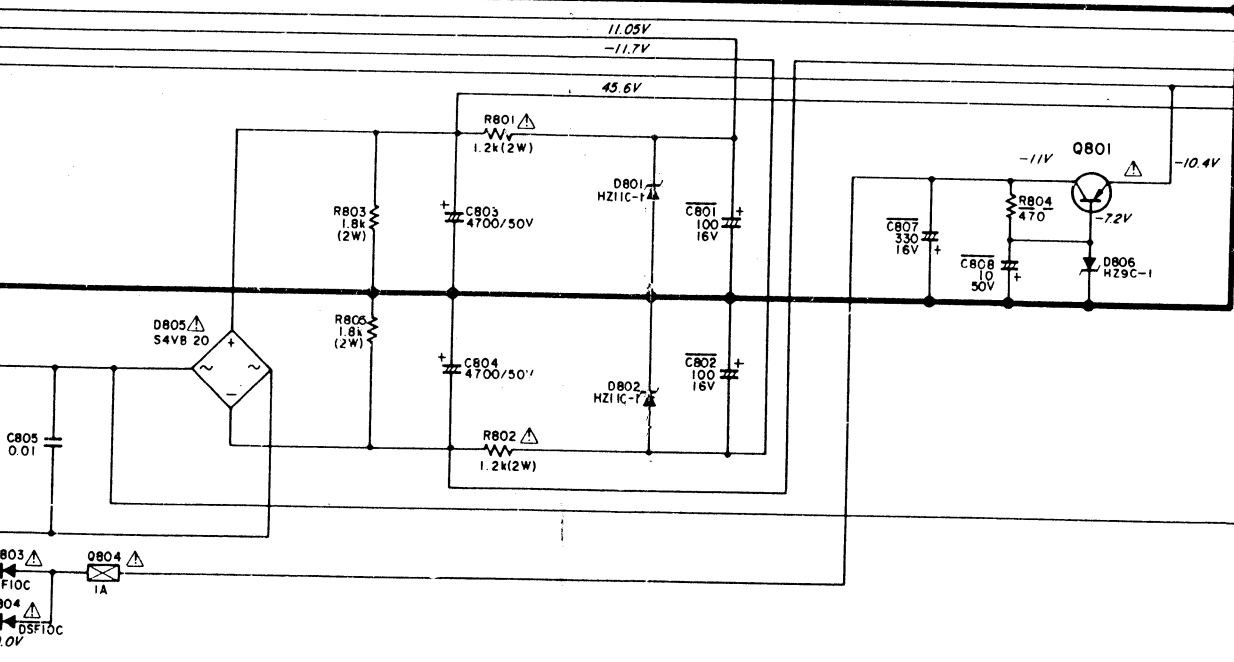 11.05V
-11.7V
45.6V
R801
1.2k(2W)
Q801
-11V
-10.4V
D801
HZ11C-1
R803
1.8k
(2W)
C803
4700/50V
C801
100
16V
R804
470
-7.2V
C807
330
16V
C808
10
50V
D806
HZ9C-1
D805
S4VB 20
R805
1.8k
(2W)
C804
4700/50V
C802
100
16V
D802
HZ11C-1
C805
0.01
R802
1.2k(2W)
803
Q804
F10C
1A
804
DSF10C
.0V